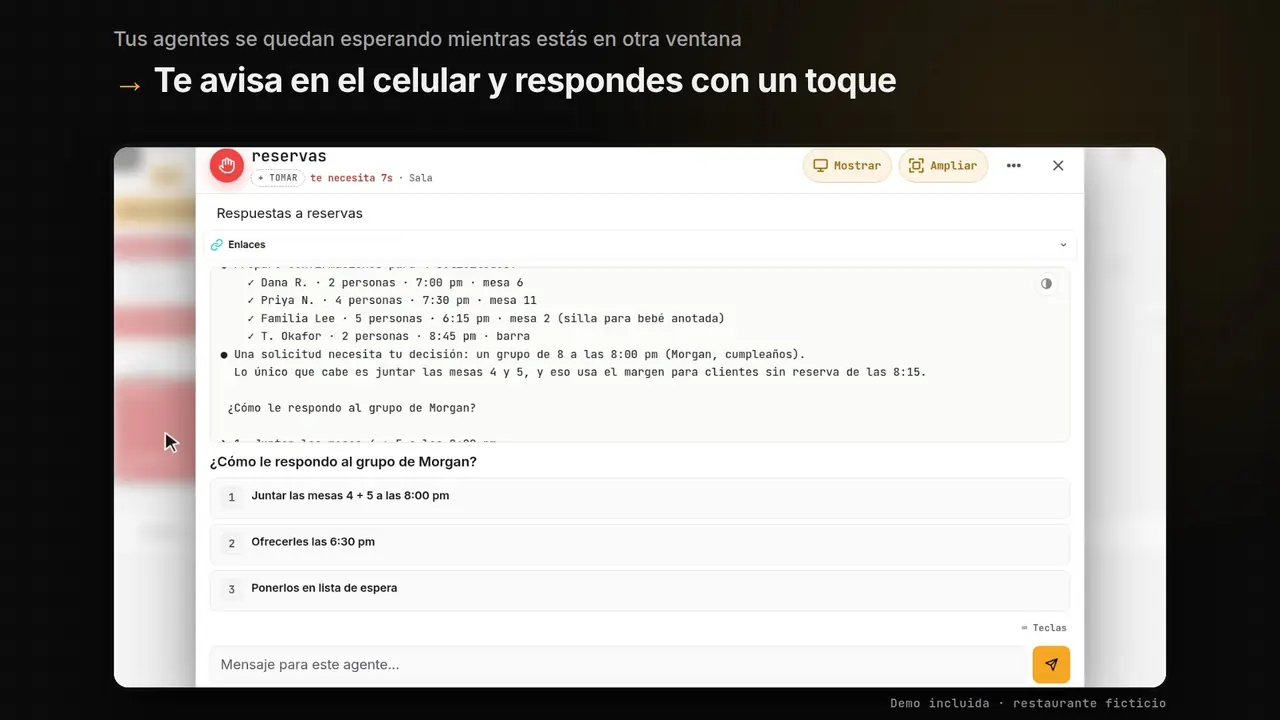 Tus agentes se quedan esperando mientras estás en otra ventana
→ Te avisa en el celular y respondes con un toque
reservas
+ TOMAR te necesita 7s · Sala
Mostrar
Ampliar
Respuestas a reservas
Enlaces
✓ Dana R. · 2 personas · 7:00 pm · mesa 6
✓ Priya N. · 4 personas · 7:30 pm · mesa 11
✓ Familia Lee · 5 personas · 6:15 pm · mesa 2 (silla para bebé anotada)
✓ T. Okafor · 2 personas · 8:45 pm · barra
● Una solicitud necesita tu decisión: un grupo de 8 a las 8:00 pm (Morgan, cumpleaños).
Lo único que cabe es juntar las mesas 4 y 5, y eso usa el margen para clientes sin reserva de las 8:15.
¿Cómo le respondo al grupo de Morgan?
¿Cómo le respondo al grupo de Morgan?
1 Juntar las mesas 4 + 5 a las 8:00 pm
2 Ofrecerles las 6:30 pm
3 Ponerlos en lista de espera
Teclas
Mensaje para este agente...
Demo incluida · restaurante ficticio